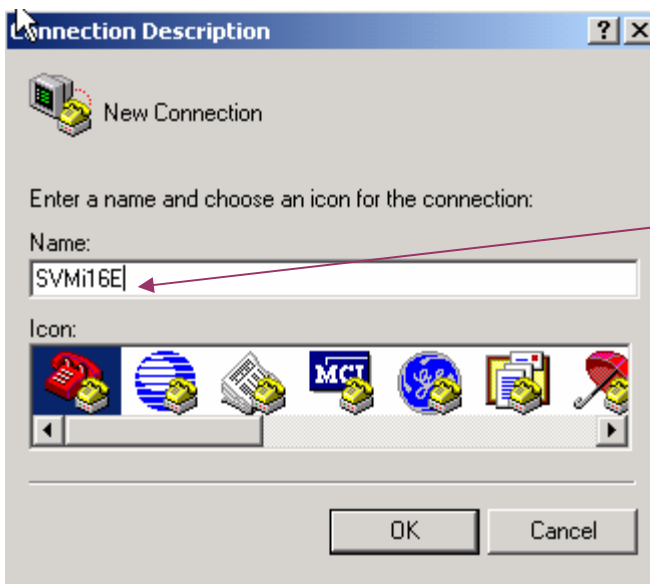 Connection Description
New Connection
Enter a name and choose an icon for the connection:
Name:
SVMi16E
Icon:
MCI
OK
Cancel